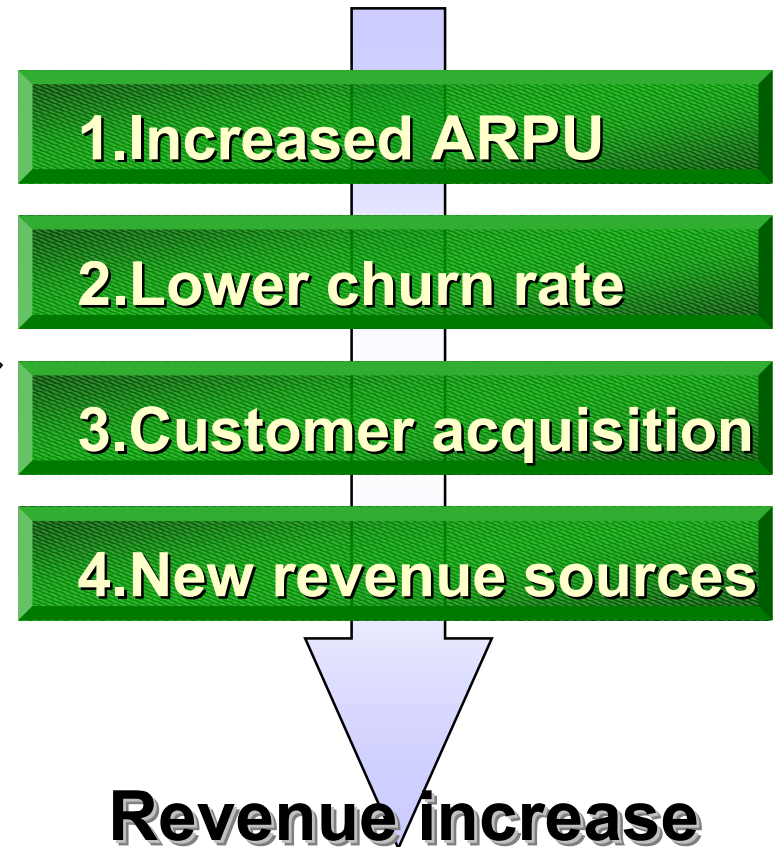 1.Increased ARPU
2.Lower churn rate
3.Customer acquisition
4.New revenue sources
Revenue increase